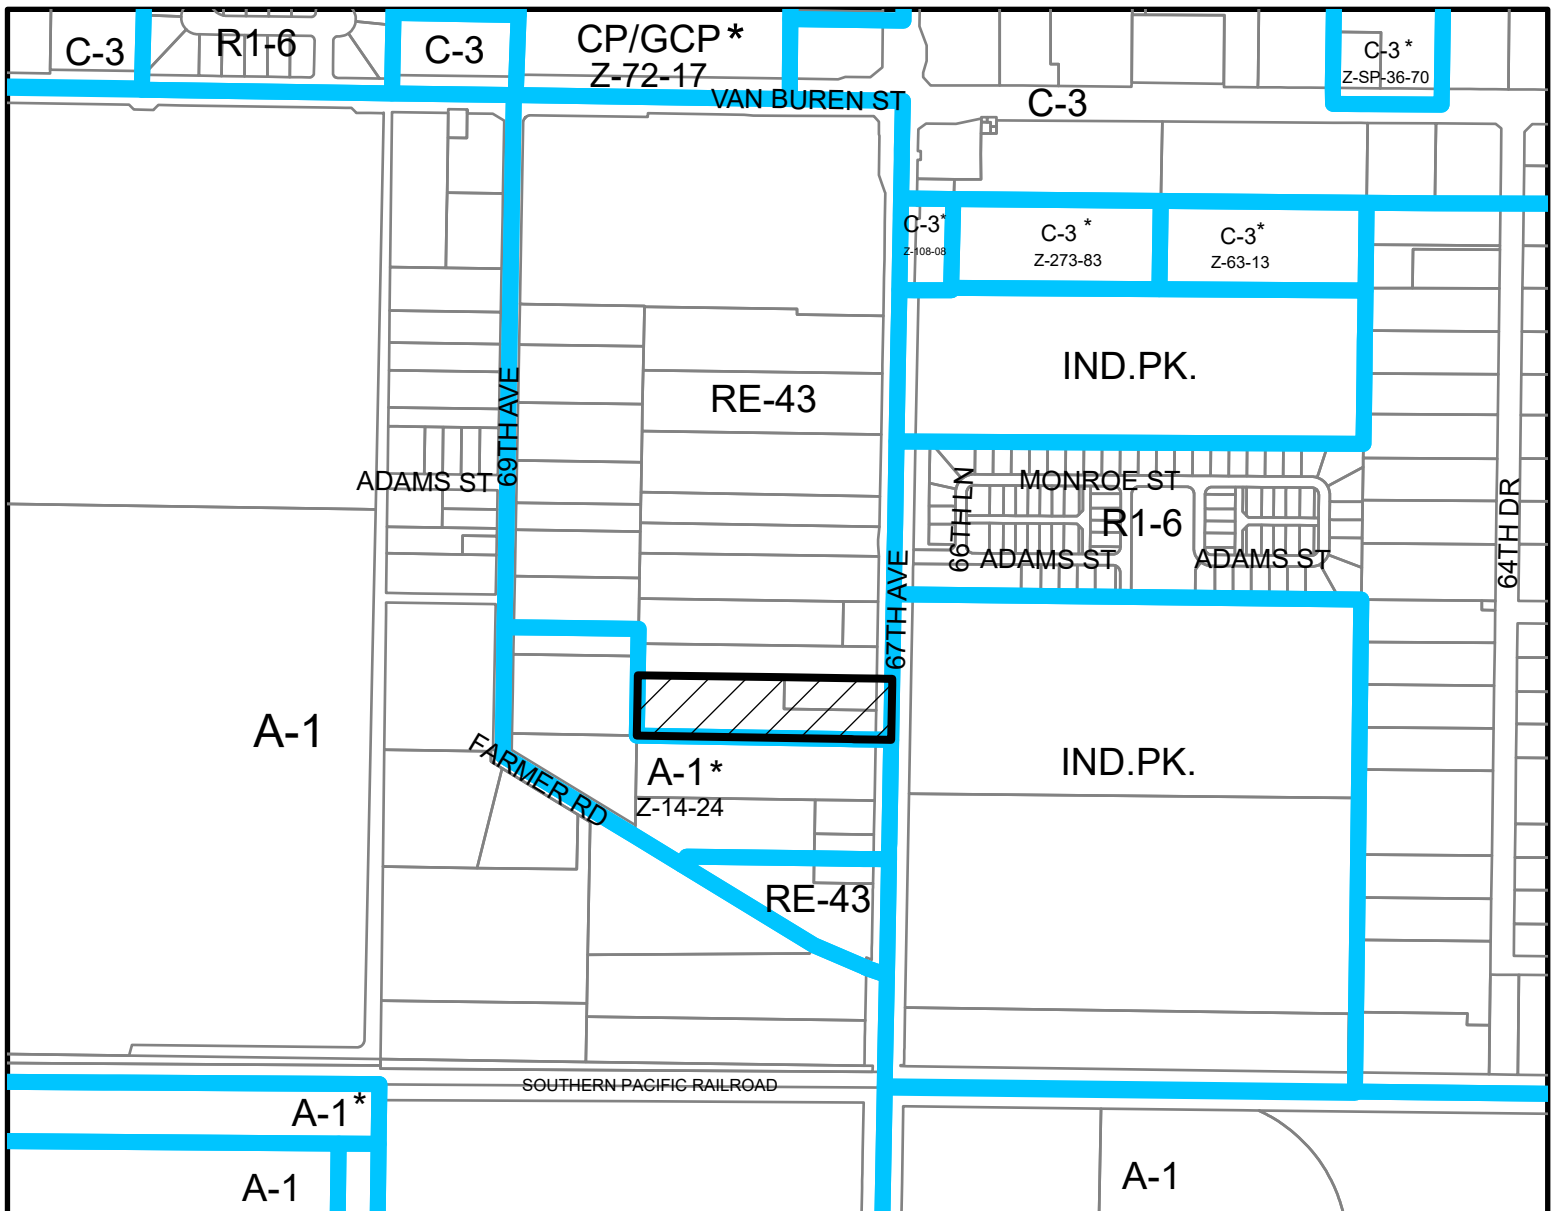 C-3
R1-6
C-3
CP/GCP *
Z-72-17
C-3 *
Z-SP-36-70
VAN BUREN ST
C-3
C-3*
Z-108-08
C-3 *
Z-273-83
C-3*
Z-63-13
IND.PK.
RE-43
69TH AVE
ADAMS ST
MONROE ST
66TH LN
R1-6
ADAMS ST
ADAMS ST
64TH DR
67TH AVE
A-1
FARMER RD
A-1*
Z-14-24
IND.PK.
RE-43
SOUTHERN PACIFIC RAILROAD
A-1*
A-1
A-1